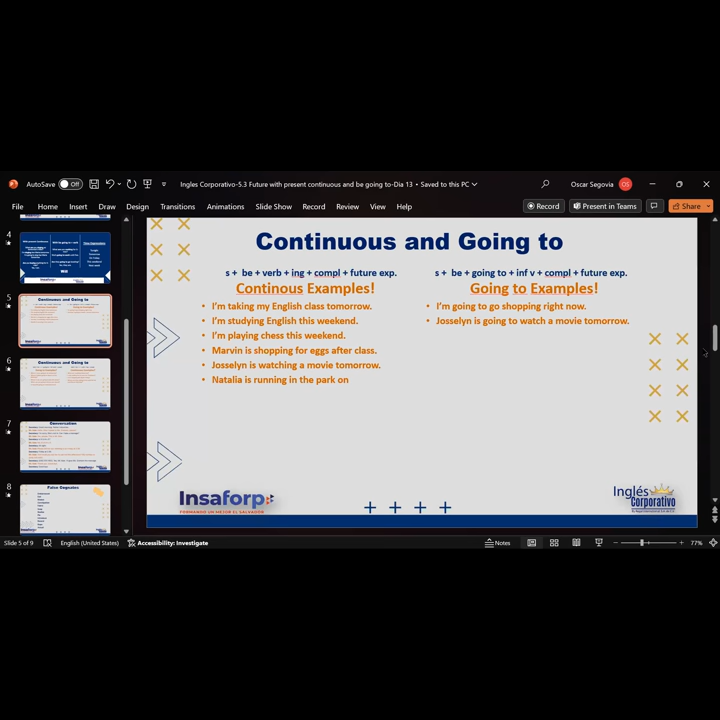 AutoSave Off Ingles Corporativo-5.3 Future with present continuous and be going to-Dia 13 • Saved to this PC Oscar Segovia OS
File Home Insert Draw Design Transitions Animations Slide Show Record Review View Help Record Present in Teams Share
4
5
6
7
8
Continuous and Going to
Continuous and Going to
Conversation
False Cognates
Continuous and Going to
s + be + verb + ing + compl + future exp.
Continous Examples!
• I'm taking my English class tomorrow.
• I'm studying English this weekend.
• I'm playing chess this weekend.
• Marvin is shopping for eggs after class.
• Josselyn is watching a movie tomorrow.
• Natalia is running in the park on
s + be + going to + inf v + compl + future exp.
Going to Examples!
• I'm going to go shopping right now.
• Josselyn is going to watch a movie tomorrow.
Insaforp
FORMANDO UN MEJOR EL SALVADOR
Inglés
Corporativo
Slide 5 of 9 English (United States) Accessibility: Investigate Notes 77%